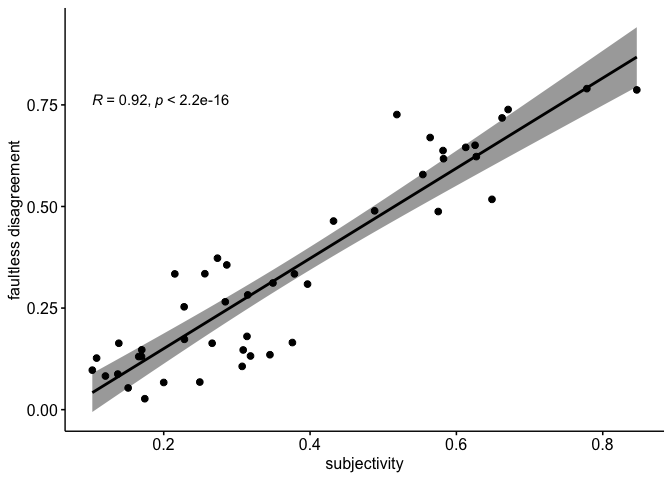 R = 0.92, p < 2.2e-16
faultless disagreement
0.75
0.50
0.25
0.00
0.2 0.4 0.6 0.8
subjectivity